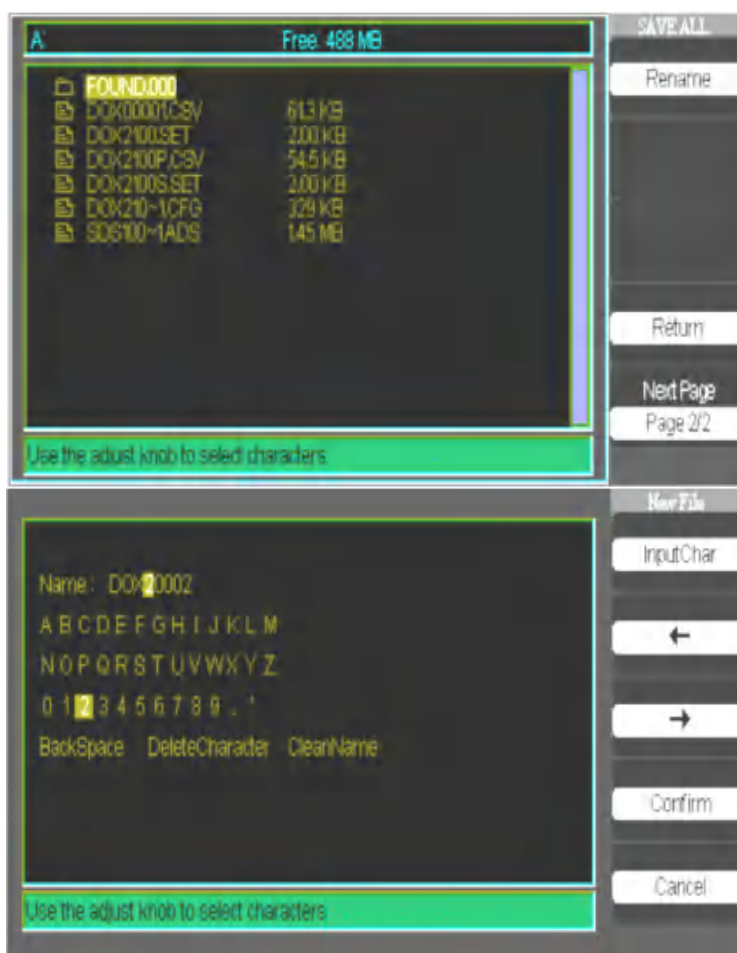 SAVE ALL
A: Free: 488 MB
Rename
FOUND.000
DOX00001.CSV 61.3 KB
DOX2100.SET 2.00 KB
DOX2100P.CSV 54.5 KB
DOX2100S.SET 2.00 KB
DOX210~1.CFG 329 KB
SDS100~1.ADS 1.45 MB
Return
Next Page
Page 2/2
Use the adjust knob to select characters
New File
InputChar
Name: DOX20002
A B C D E F G H I J K L M
←
N O P Q R S T U V W X Y Z
0 1 2 3 4 5 6 7 8 9 . '
→
BackSpace DeleteCharacter CleanName
Confirm
Cancel
Use the adjust knob to select characters